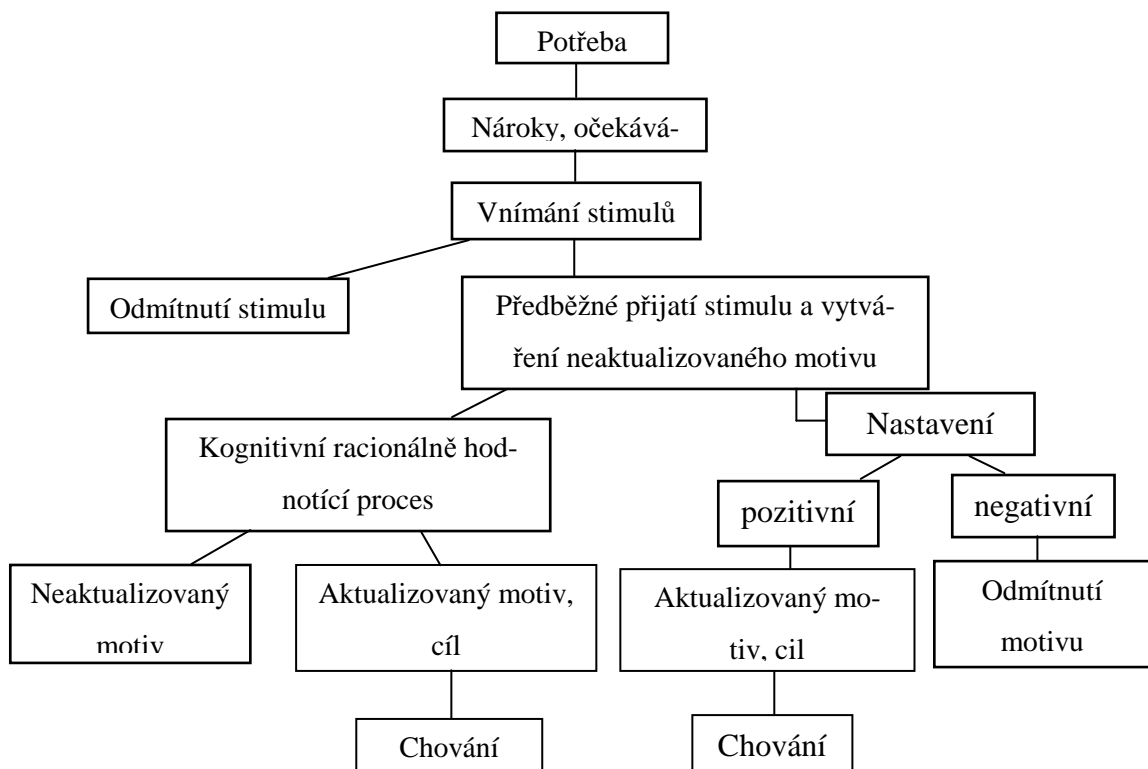 Potřeba
Nároky, očekává-
Vnímání stimulů
Odmítnutí stimulu
Předběžné přijatí stimulu a vytvá-
ření neaktualizovaného motivu
Nastavení
Kognitivní racionálně hod-
notící proces
pozitivní
negativní
Neaktualizovaný
motiv
Aktualizovaný motiv,
cíl
Aktualizovaný mo-
tiv, cil
Odmítnutí
motivu
Chování
Chování